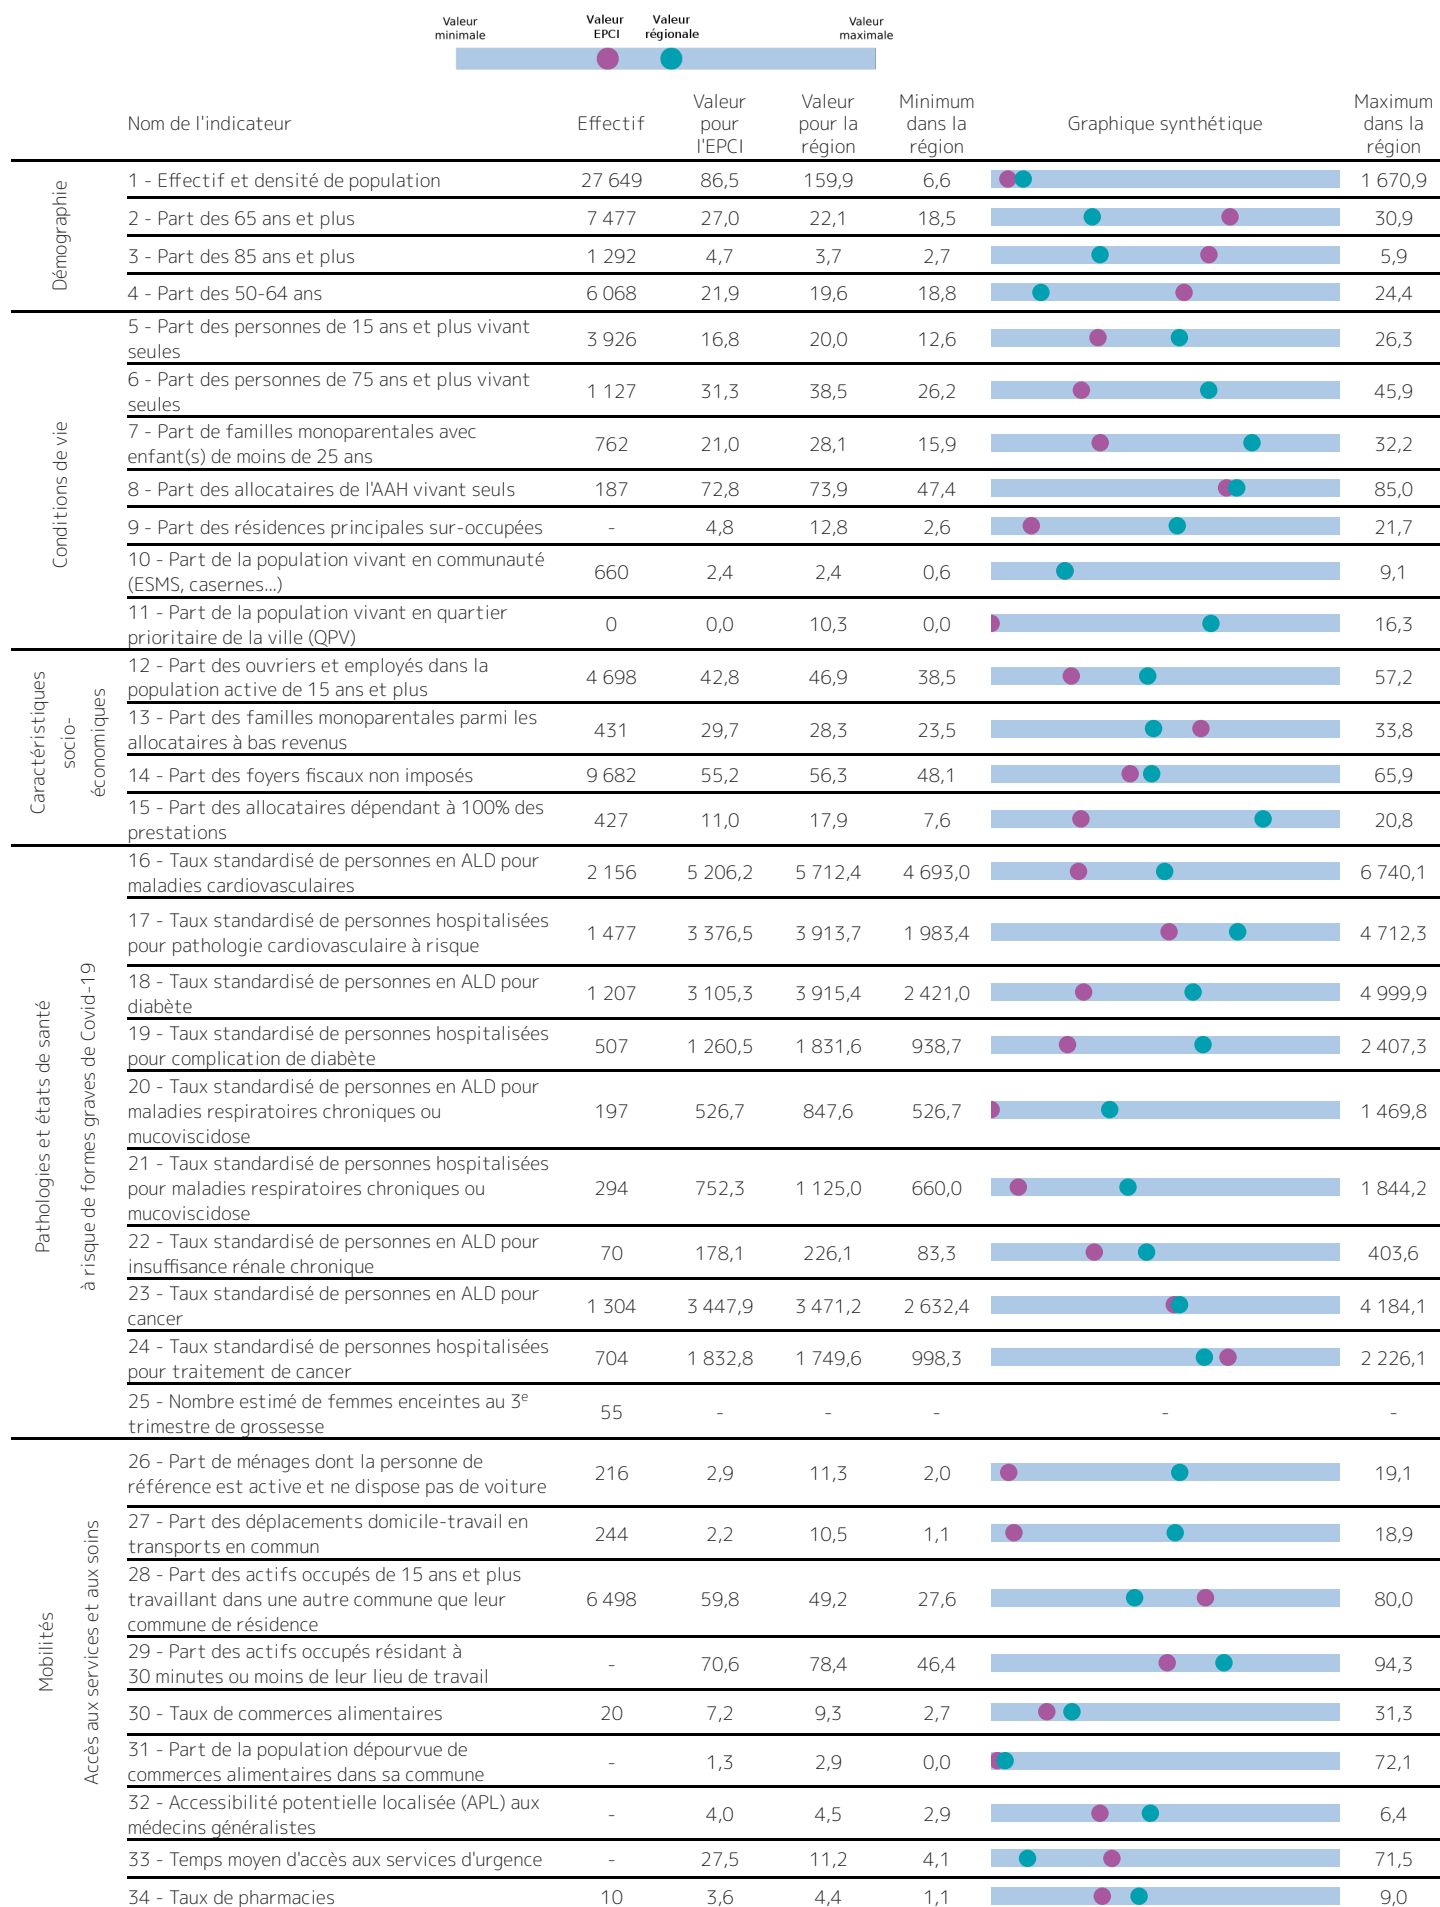 Valeur
minimale
Valeur
EPCI
Valeur
régionale
Valeur
maximale
Nom de l'indicateur
Effectif
Valeur
pour
l'EPCI
Valeur
pour la
région
Minimum
dans la
région
Graphique synthétique
Maximum
dans la
région
Démographie
1 - Effectif et densité de population 27 649 86,5 159,9 6,6 1 670,9
2 - Part des 65 ans et plus 7 477 27,0 22,1 18,5 30,9
3 - Part des 85 ans et plus 1 292 4,7 3,7 2,7 5,9
4 - Part des 50-64 ans 6 068 21,9 19,6 18,8 24,4
Conditions de vie
5 - Part des personnes de 15 ans et plus vivant
seules 3 926 16,8 20,0 12,6 26,3
6 - Part des personnes de 75 ans et plus vivant
seules 1 127 31,3 38,5 26,2 45,9
7 - Part de familles monoparentales avec
enfant(s) de moins de 25 ans 762 21,0 28,1 15,9 32,2
8 - Part des allocataires de l'AAH vivant seuls 187 72,8 73,9 47,4 85,0
9 - Part des résidences principales sur-occupées - 4,8 12,8 2,6 21,7
10 - Part de la population vivant en communauté
(ESMS, casernes...) 660 2,4 2,4 0,6 9,1
11 - Part de la population vivant en quartier
prioritaire de la ville (QPV) 0 0,0 10,3 0,0 16,3
Caractéristiques
socio-
économiques
12 - Part des ouvriers et employés dans la
population active de 15 ans et plus 4 698 42,8 46,9 38,5 57,2
13 - Part des familles monoparentales parmi les
allocataires à bas revenus 431 29,7 28,3 23,5 33,8
14 - Part des foyers fiscaux non imposés 9 682 55,2 56,3 48,1 65,9
15 - Part des allocataires dépendant à 100% des
prestations 427 11,0 17,9 7,6 20,8
Pathologies et états de santé
à risque de formes graves de Covid-19
16 - Taux standardisé de personnes en ALD pour
maladies cardiovasculaires 2 156 5 206,2 5 712,4 4 693,0 6 740,1
17 - Taux standardisé de personnes hospitalisées
pour pathologie cardiovasculaire à risque 1 477 3 376,5 3 913,7 1 983,4 4 712,3
18 - Taux standardisé de personnes en ALD pour
diabète 1 207 3 105,3 3 915,4 2 421,0 4 999,9
19 - Taux standardisé de personnes hospitalisées
pour complication de diabète 507 1 260,5 1 831,6 938,7 2 407,3
20 - Taux standardisé de personnes en ALD pour
maladies respiratoires chroniques ou 197 526,7 847,6 526,7 1 469,8
mucoviscidose
21 - Taux standardisé de personnes hospitalisées
pour maladies respiratoires chroniques ou 294 752,3 1 125,0 660,0 1 844,2
mucoviscidose
22 - Taux standardisé de personnes en ALD pour
insuffisance rénale chronique 70 178,1 226,1 83,3 403,6
23 - Taux standardisé de personnes en ALD pour
cancer 1 304 3 447,9 3 471,2 2 632,4 4 184,1
24 - Taux standardisé de personnes hospitalisées
pour traitement de cancer 704 1 832,8 1 749,6 998,3 2 226,1
25 - Nombre estimé de femmes enceintes au 3e
trimestre de grossesse 55 - - - - -
Mobilités
Accès aux services et aux soins
26 - Part de ménages dont la personne de
référence est active et ne dispose pas de voiture 216 2,9 11,3 2,0 19,1
27 - Part des déplacements domicile-travail en
transports en commun 244 2,2 10,5 1,1 18,9
28 - Part des actifs occupés de 15 ans et plus
travaillant dans une autre commune que leur 6 498 59,8 49,2 27,6 80,0
commune de résidence
29 - Part des actifs occupés résidant à
30 minutes ou moins de leur lieu de travail - 70,6 78,4 46,4 94,3
30 - Taux de commerces alimentaires 20 7,2 9,3 2,7 31,3
31 - Part de la population dépourvue de
commerces alimentaires dans sa commune - 1,3 2,9 0,0 72,1
32 - Accessibilité potentielle localisée (APL) aux
médecins généralistes - 4,0 4,5 2,9 6,4
33 - Temps moyen d'accès aux services d'urgence - 27,5 11,2 4,1 71,5
34 - Taux de pharmacies 10 3,6 4,4 1,1 9,0